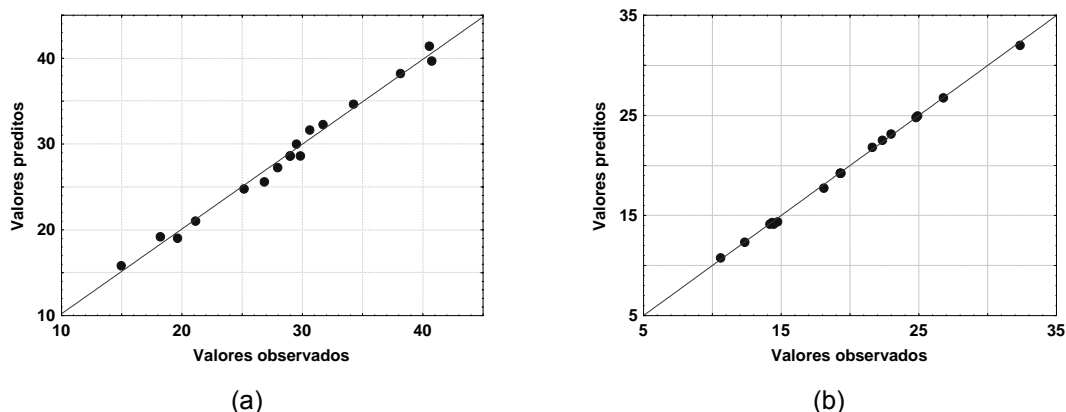 40
30
20
10
10 20 30 40
Valores preditos
Valores observados
(a)
35
25
15
5
5 15 25 35
Valores preditos
Valores observados
(b)